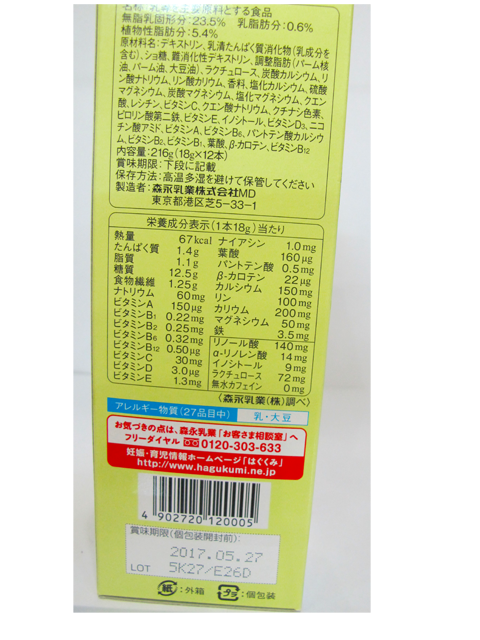 名称:乳等を主要原料とする食品
無脂乳固形分:23.5% 乳脂肪分:0.6%
植物性脂肪分:5.4%
原材料名:デキストリン、乳清たんぱく質消化物(乳成分を
含む)、ショ糖、難消化性デキストリン、調整脂肪(パーム核
油、パーム油、大豆油)、ラクチュロース、炭酸カルシウム、リ
ン酸ナトリウム、リン酸カリウム、香料、塩化カルシウム、硫酸
マグネシウム、炭酸マグネシウム、塩化マグネシウム、クエン
酸、レシチン、ビタミンC、クエン酸ナトリウム、クチナシ色素、
ピロリン酸第二鉄、ビタミンE、イノシトール、ビタミンD3、ニコ
チン酸アミド、ビタミンA、ビタミンB6、パントテン酸カルシウ
ム、ビタミンB2、ビタミンB1、葉酸、β-カロテン、ビタミンB12
内容量:216g(18g×12本)
賞味期限:下段に記載
保存方法:高温多湿を避けて保管してください
製造者:森永乳業株式会社MD
東京都港区芝5-33-1
栄養成分表示(1本18g)当たり
熱量 67kcal
たんぱく質 1.4g
脂質 1.1g
糖質 12.5g
食物繊維 1.25g
ナトリウム 60mg
ビタミンA 150μg
ビタミンB1 0.22mg
ビタミンB2 0.25mg
ビタミンB6 0.32mg
ビタミンB12 0.50μg
ビタミンC 30mg
ビタミンD 3.0μg
ビタミンE 1.3mg
ナイアシン 1.0mg
葉酸 160μg
パントテン酸 0.5mg
β-カロテン 22μg
カルシウム 150mg
リン 100mg
カリウム 200mg
マグネシウム 50mg
鉄 3.5mg
リノール酸 140mg
α-リノレン酸 14mg
イノシトール 9mg
ラクチュロース 72mg
無水カフェイン 0mg
〈森永乳業(株)調べ〉
アレルギー物質(27品目中) 乳・大豆
お気づきの点は、森永乳業「お客さま相談室」へ
フリーダイヤル 0120-303-633
妊娠・育児情報ホームページ「はぐくみ」
http://www.hagukumi.ne.jp
4 902720 120005
賞味期限(個包装開封前):
2017.05.27
LOT 5K27/E26D
紙:外箱 プラ:個包装